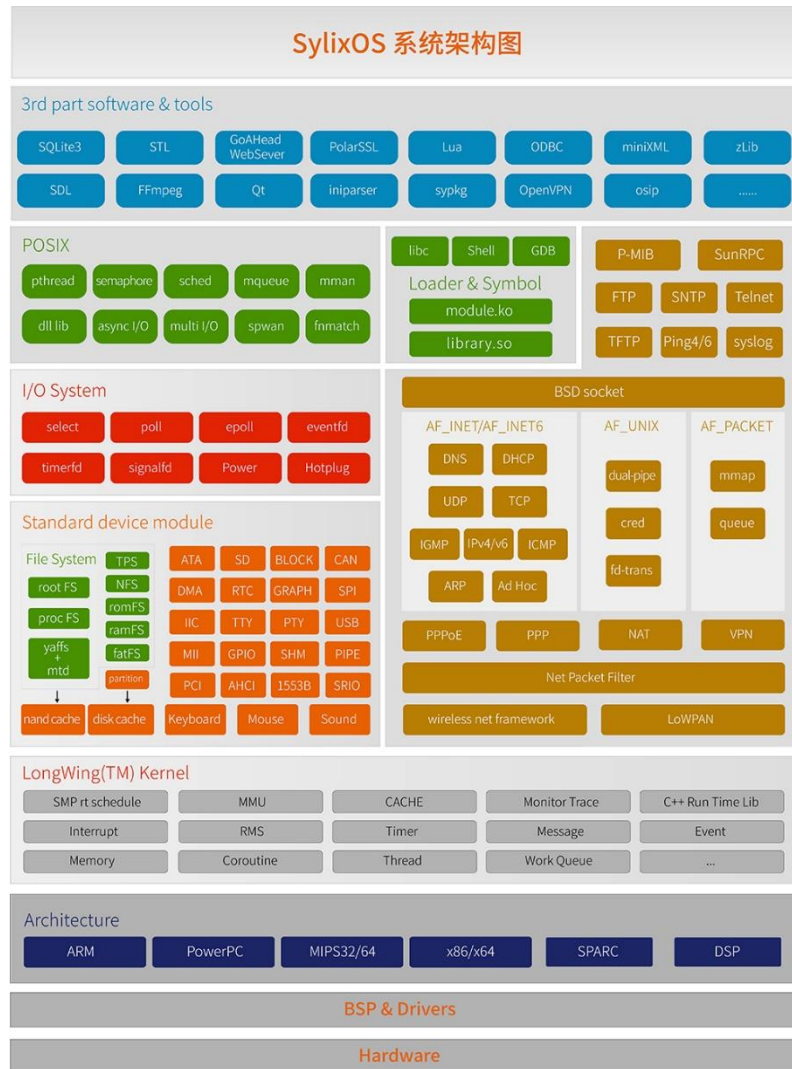 SylixOS 系统架构图
3rd part software & tools
SQLite3 STL GoAHead WebSever PolarSSL Lua ODBC miniXML zLib
SDL FFmpeg Qt iniparser sypkg OpenVPN osip ......
POSIX
pthread semaphore sched mqueue mman
dll lib async I/O multi I/O spwan fnmatch
libc Shell GDB
Loader & Symbol
module.ko
library.so
P-MIB SunRPC
FTP SNTP Telnet
TFTP Ping4/6 syslog
I/O System
select poll epoll eventfd
timerfd signalfd Power Hotplug
BSD socket
AF_INET/AF_INET6
DNS DHCP
UDP TCP
IGMP IPv4/v6 ICMP
ARP Ad Hoc
AF_UNIX
dual-pipe
cred
fd-trans
AF_PACKET
mmap
queue
PPPoE PPP NAT VPN
Net Packet Filter
wireless net framework LoWPAN
Standard device module
File System
root FS
proc FS
yaffs
+
mtd
TPS
NFS
romFS
ramFS
fatFS
partition
ATA SD BLOCK CAN
DMA RTC GRAPH SPI
IIC TTY PTY USB
MII GPIO SHM PIPE
PCI AHCI 1553B SRIO
nand cache disk cache Keyboard Mouse Sound
LongWing(TM) Kernel
SMP rt schedule MMU CACHE Monitor Trace C++ Run Time Lib
Interrupt RMS Timer Message Event
Memory Coroutine Thread Work Queue ...
Architecture
ARM PowerPC MIPS32/64 x86/x64 SPARC DSP
BSP & Drivers
Hardware